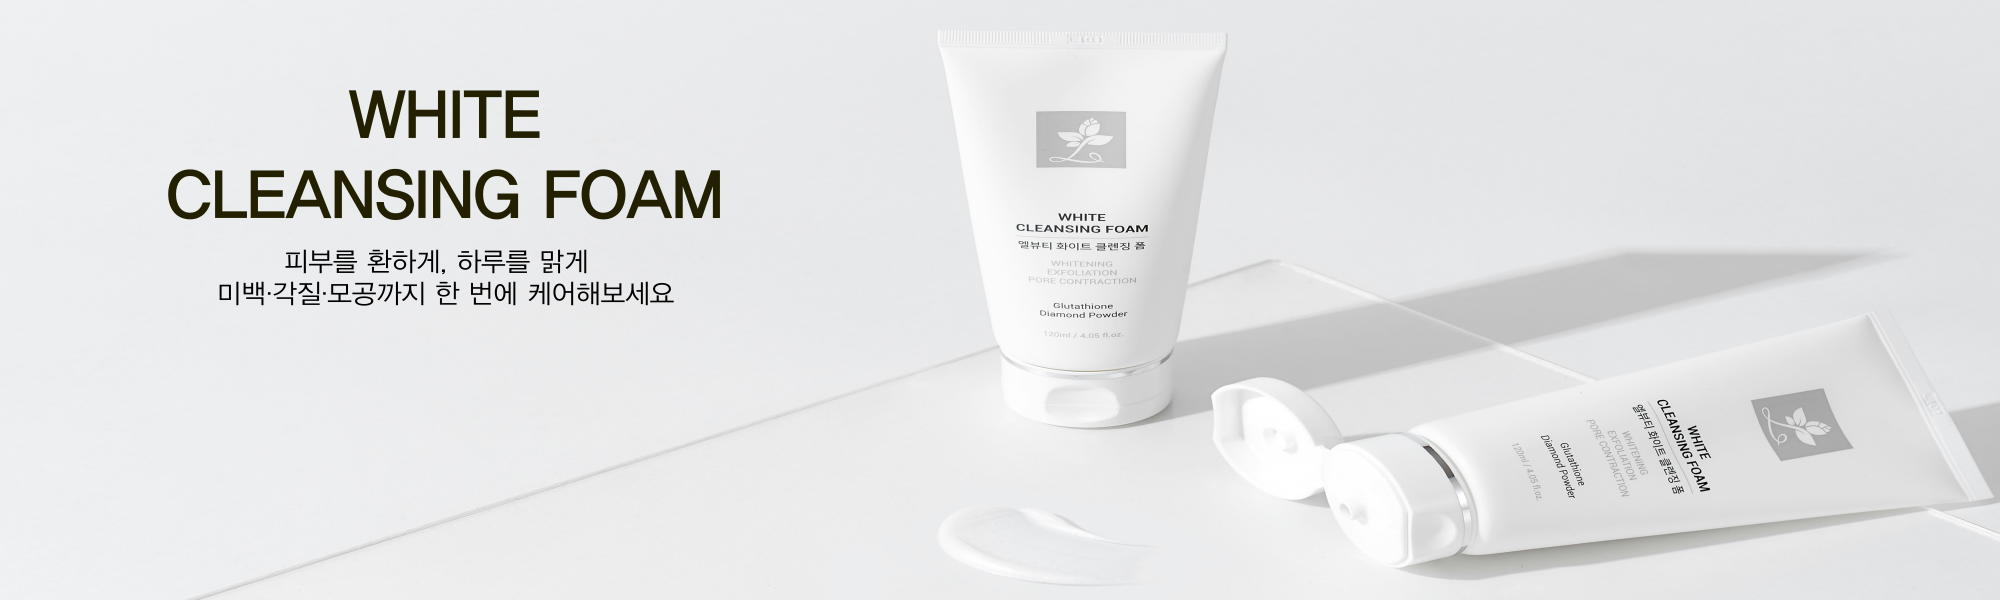 WHITE
CLEANSING FOAM
피부를 환하게, 하루를 맑게
미백·각질·모공까지 한 번에 케어해보세요
WHITE
CLEANSING FOAM
엘뷰티 화이트 클렌징 폼
WHITENING
EXFOLIATION
PORE CONTRACTION
Glutathione
Diamond Powder
120ml / 4.05 fl.oz.
WHITE
CLEANSING FOAM
엘뷰티 화이트 클렌징 폼
WHITENING
EXFOLIATION
PORE CONTRACTION
Glutathione
Diamond Powder
120ml / 4.05 fl.oz.